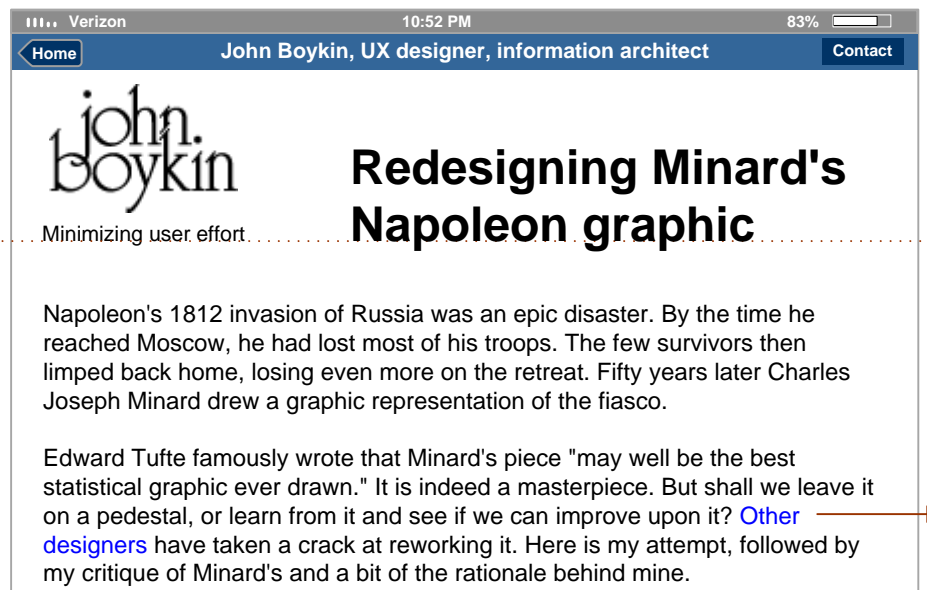 Verizon 10:52 PM 83%
Home John Boykin, UX designer, information architect Contact
john.
boykin
Minimizing user effort
Redesigning Minard's
Napoleon graphic
Napoleon's 1812 invasion of Russia was an epic disaster. By the time he
reached Moscow, he had lost most of his troops. The few survivors then
limped back home, losing even more on the retreat. Fifty years later Charles
Joseph Minard drew a graphic representation of the fiasco.
Edward Tufte famously wrote that Minard's piece "may well be the best
statistical graphic ever drawn." It is indeed a masterpiece. But shall we leave it
on a pedestal, or learn from it and see if we can improve upon it? Other
designers have taken a crack at reworking it. Here is my attempt, followed by
my critique of Minard's and a bit of the rationale behind mine.